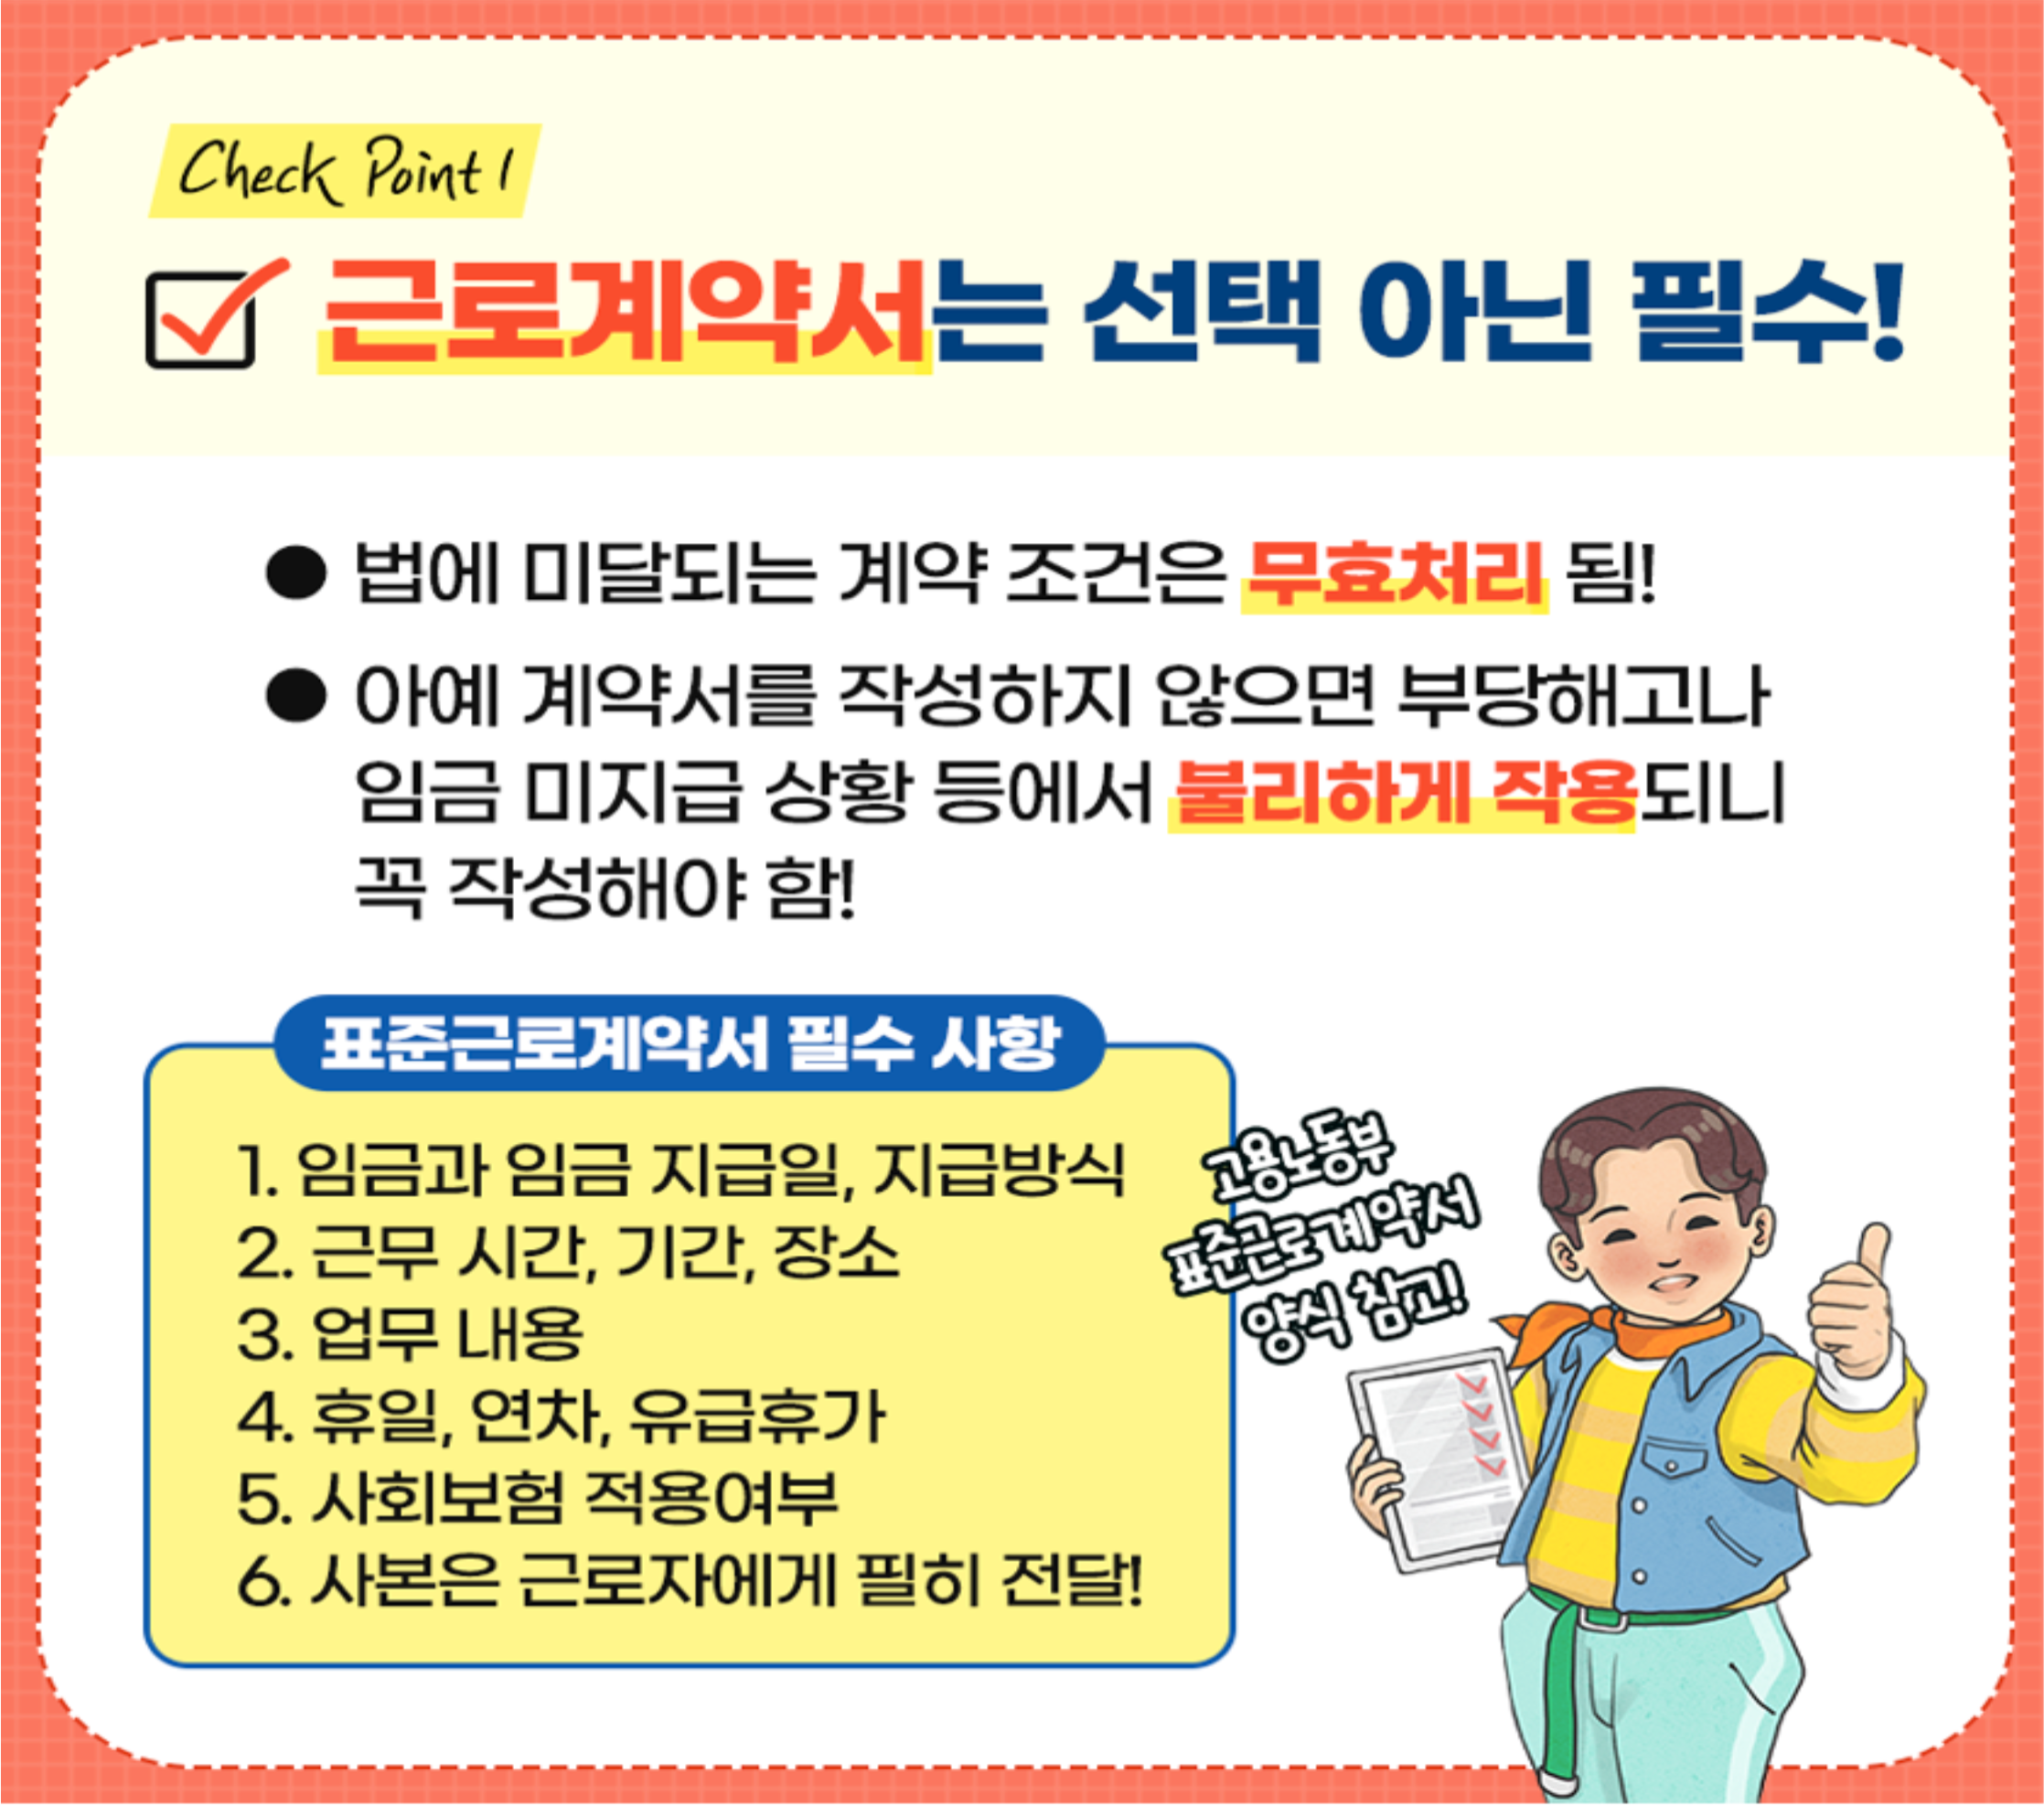 Check Point 1
근로계약서는 선택 아닌 필수!
● 법에 미달되는 계약 조건은 무효처리 됨!
● 아예 계약서를 작성하지 않으면 부당해고나
임금 미지급 상황 등에서 불리하게 작용되니
꼭 작성해야 함!
표준근로계약서 필수 사항
1. 임금과 임금 지급일, 지급방식
2. 근무 시간, 기간, 장소
3. 업무 내용
4. 휴일, 연차, 유급휴가
5. 사회보험 적용여부
6. 사본은 근로자에게 필히 전달!
고용노동부
표준근로계약서
양식 참고!